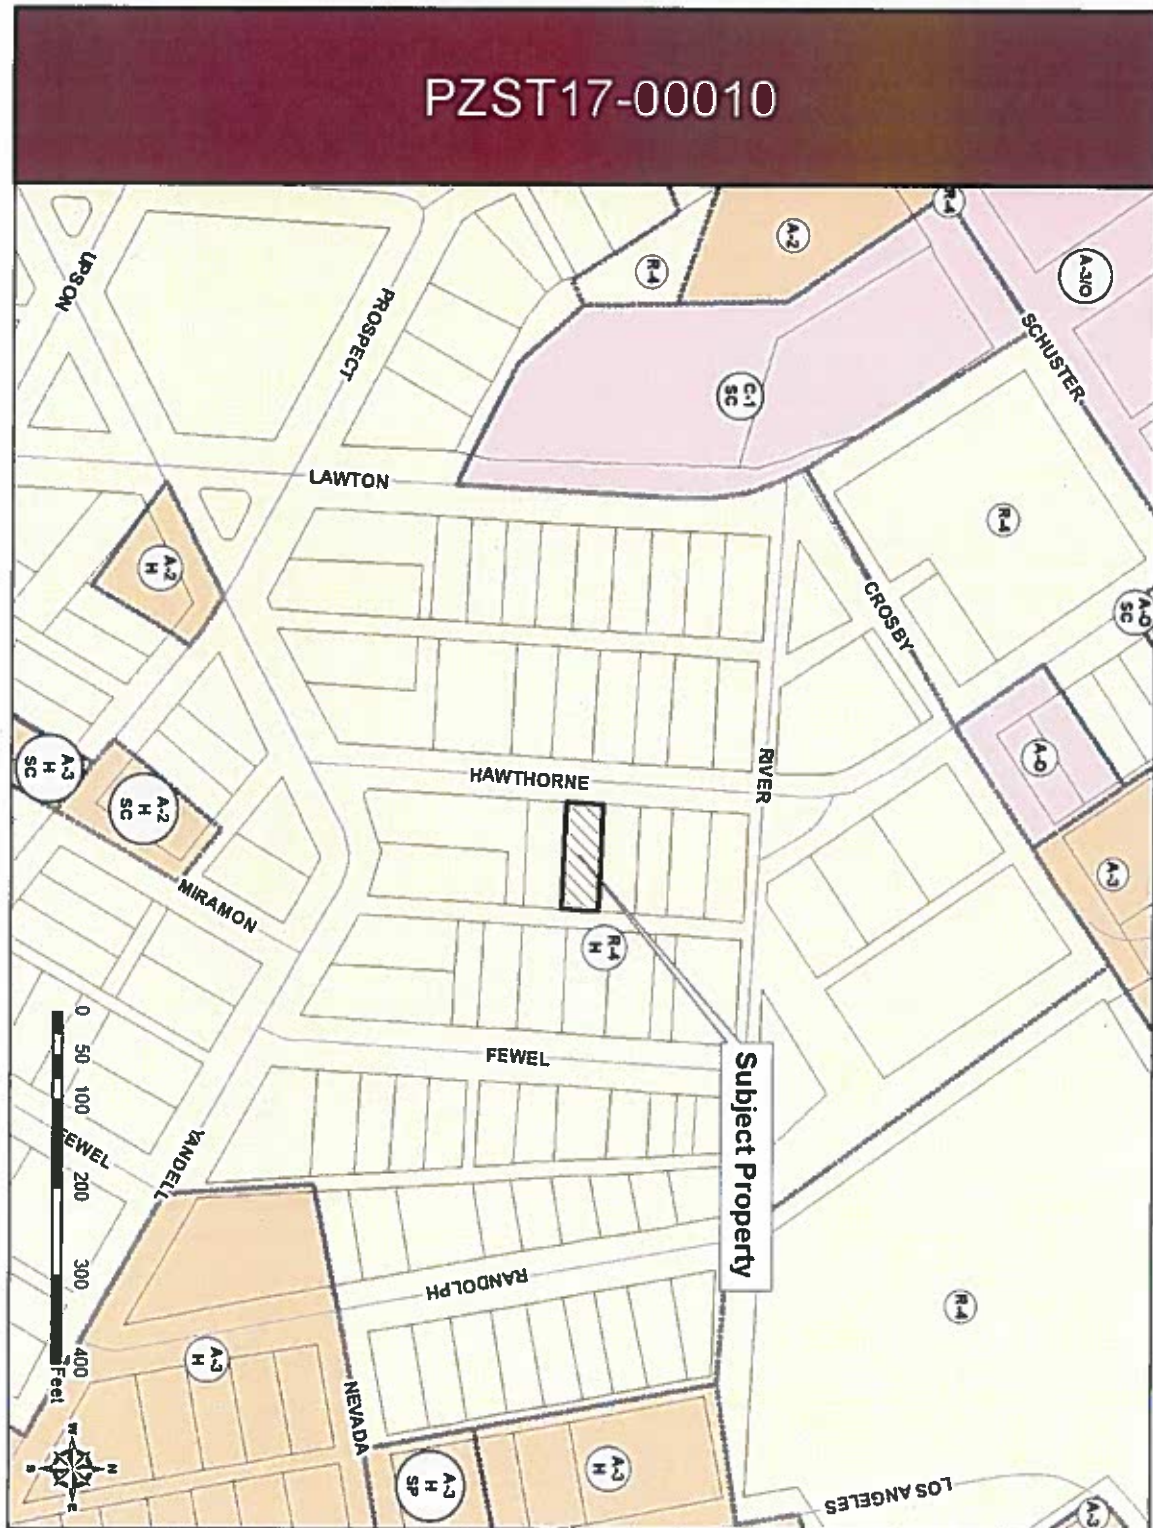 PZST17-00010
R-4
A-2
A-3/O
R-4
SCHUSTER
UPSON
PROSPECT
C-1
SC
LAWTON
R-4
A-2
H
CROSBY
A-O
SC
A-3
H
SC
A-2
H
SC
HAWTHORNE
RIVER
A-O
A-3
MIRAMON
R-4
H
FEWEL
Subject Property
FEWEL
YANDELL
RANDOLPH
R-4
A-3
H
NEVADA
A-3
H
SP
A-3
H
LOS ANGELES
A-3
0 50 100 200 300 400
Feet
N
W E
S